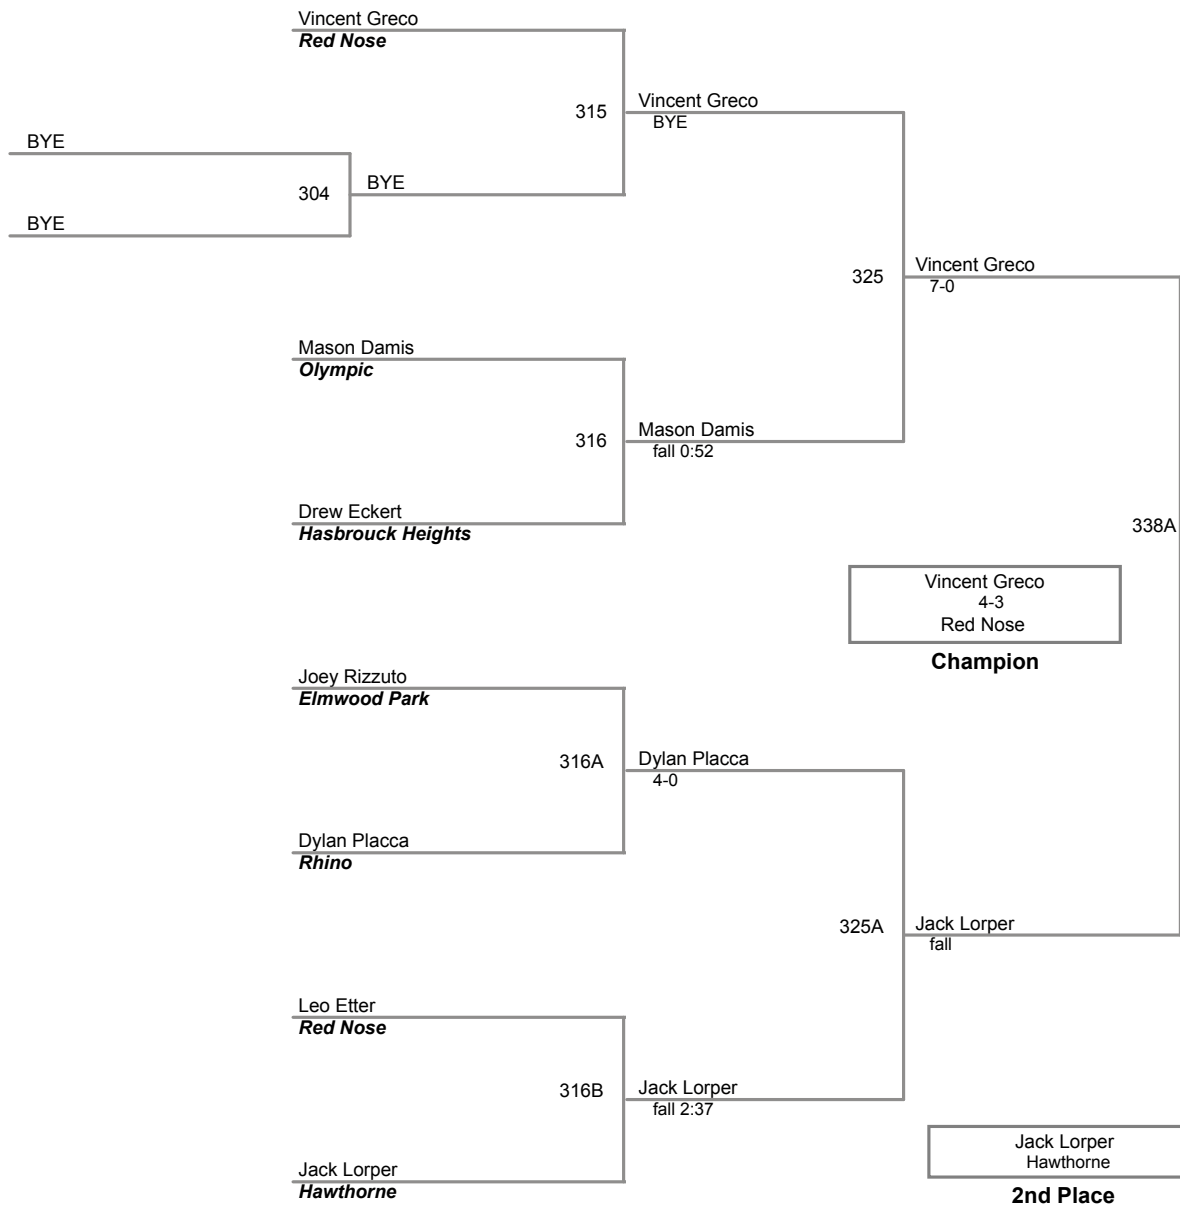 Vincent Greco
Red Nose
315
Vincent Greco
BYE
BYE
304
BYE
BYE
325
Vincent Greco
7-0
Mason Damis
Olympic
316
Mason Damis
fall 0:52
Drew Eckert
Hasbrouck Heights
338A
Vincent Greco
4-3
Red Nose
Champion
Joey Rizzuto
Elmwood Park
316A
Dylan Placca
4-0
Dylan Placca
Rhino
325A
Jack Lorper
fall
Leo Etter
Red Nose
316B
Jack Lorper
fall 2:37
Jack Lorper
Hawthorne
Jack Lorper
Hawthorne
2nd Place